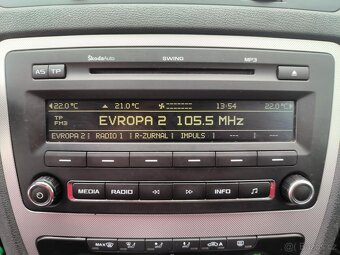 ŠkodaAuto SWING MP3
AS TP
22.0°C 21.0°C 13:54 22.0°C
TP
FM3 EVROPA 2 105.5 MHz
EVROPA 2 RADIO 1 R-ZURNAL IMPULS --- ---
MEDIA RADIO INFO
MAX A/C